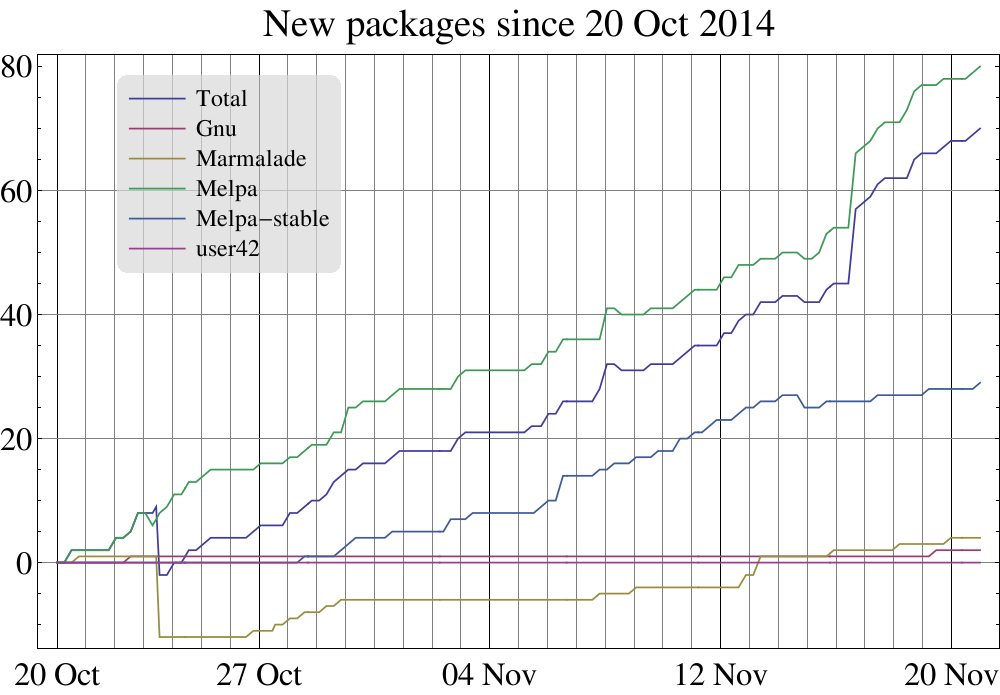 New packages since 20 Oct 2014
80
60
40
20
0
Total
Gnu
Marmalade
Melpa
Melpa−stable
user42
20 Oct 27 Oct 04 Nov 12 Nov 20 Nov